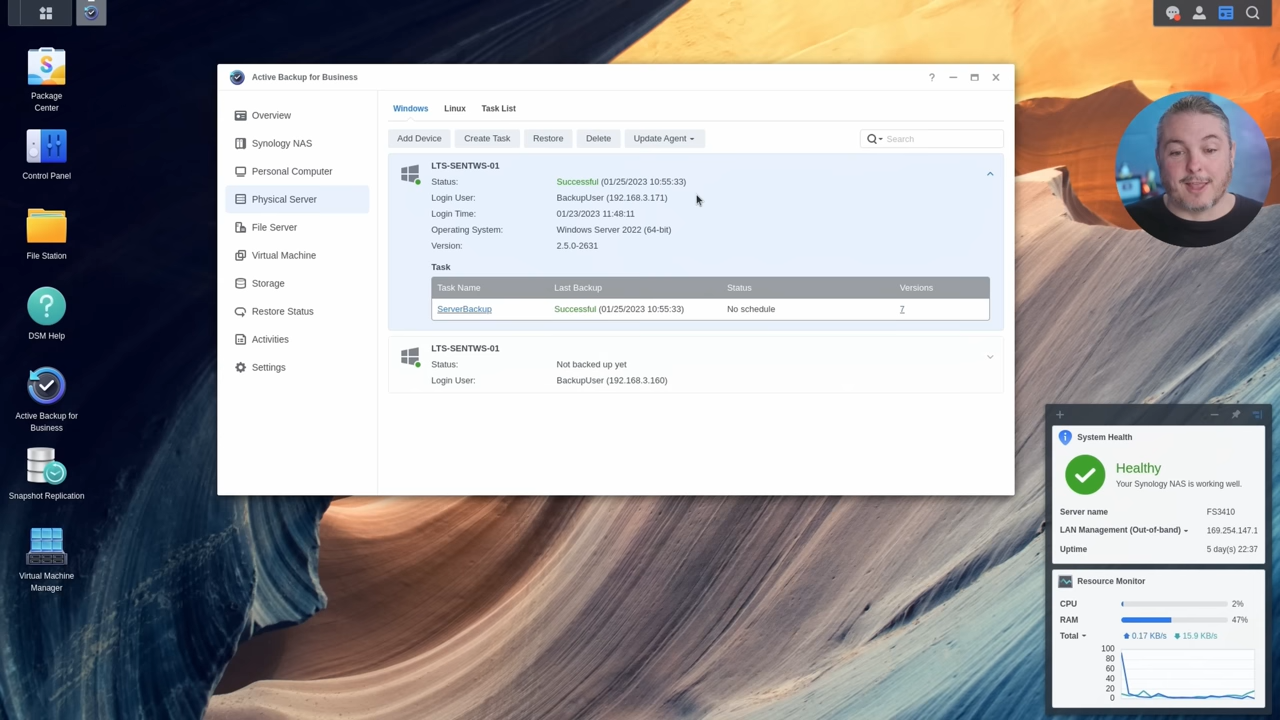 Package
Center
Control Panel
File Station
DSM Help
Active Backup for
Business
Snapshot Replication
Virtual Machine
Manager
Active Backup for Business
?
Overview
Synology NAS
Personal Computer
Physical Server
File Server
Virtual Machine
Storage
Restore Status
Activities
Settings
Windows Linux Task List
Add Device Create Task Restore Delete Update Agent Search
LTS-SENTWS-01
Status: Successful (01/25/2023 10:55:33)
Login User: BackupUser (192.168.3.171)
Login Time: 01/23/2023 11:48:11
Operating System: Windows Server 2022 (64-bit)
Version: 2.5.0-2631
Task
Task Name Last Backup Status Versions
ServerBackup Successful (01/25/2023 10:55:33) No schedule 7
LTS-SENTWS-01
Status: Not backed up yet
Login User: BackupUser (192.168.3.160)
System Health
Healthy
Your Synology NAS is working well.
Server name FS3410
LAN Management (Out-of-band) 169.254.147.1
Uptime 5 day(s) 22:37
Resource Monitor
CPU 2%
RAM 47%
Total 0.17 KB/s 15.9 KB/s
100
80
60
40
20
0